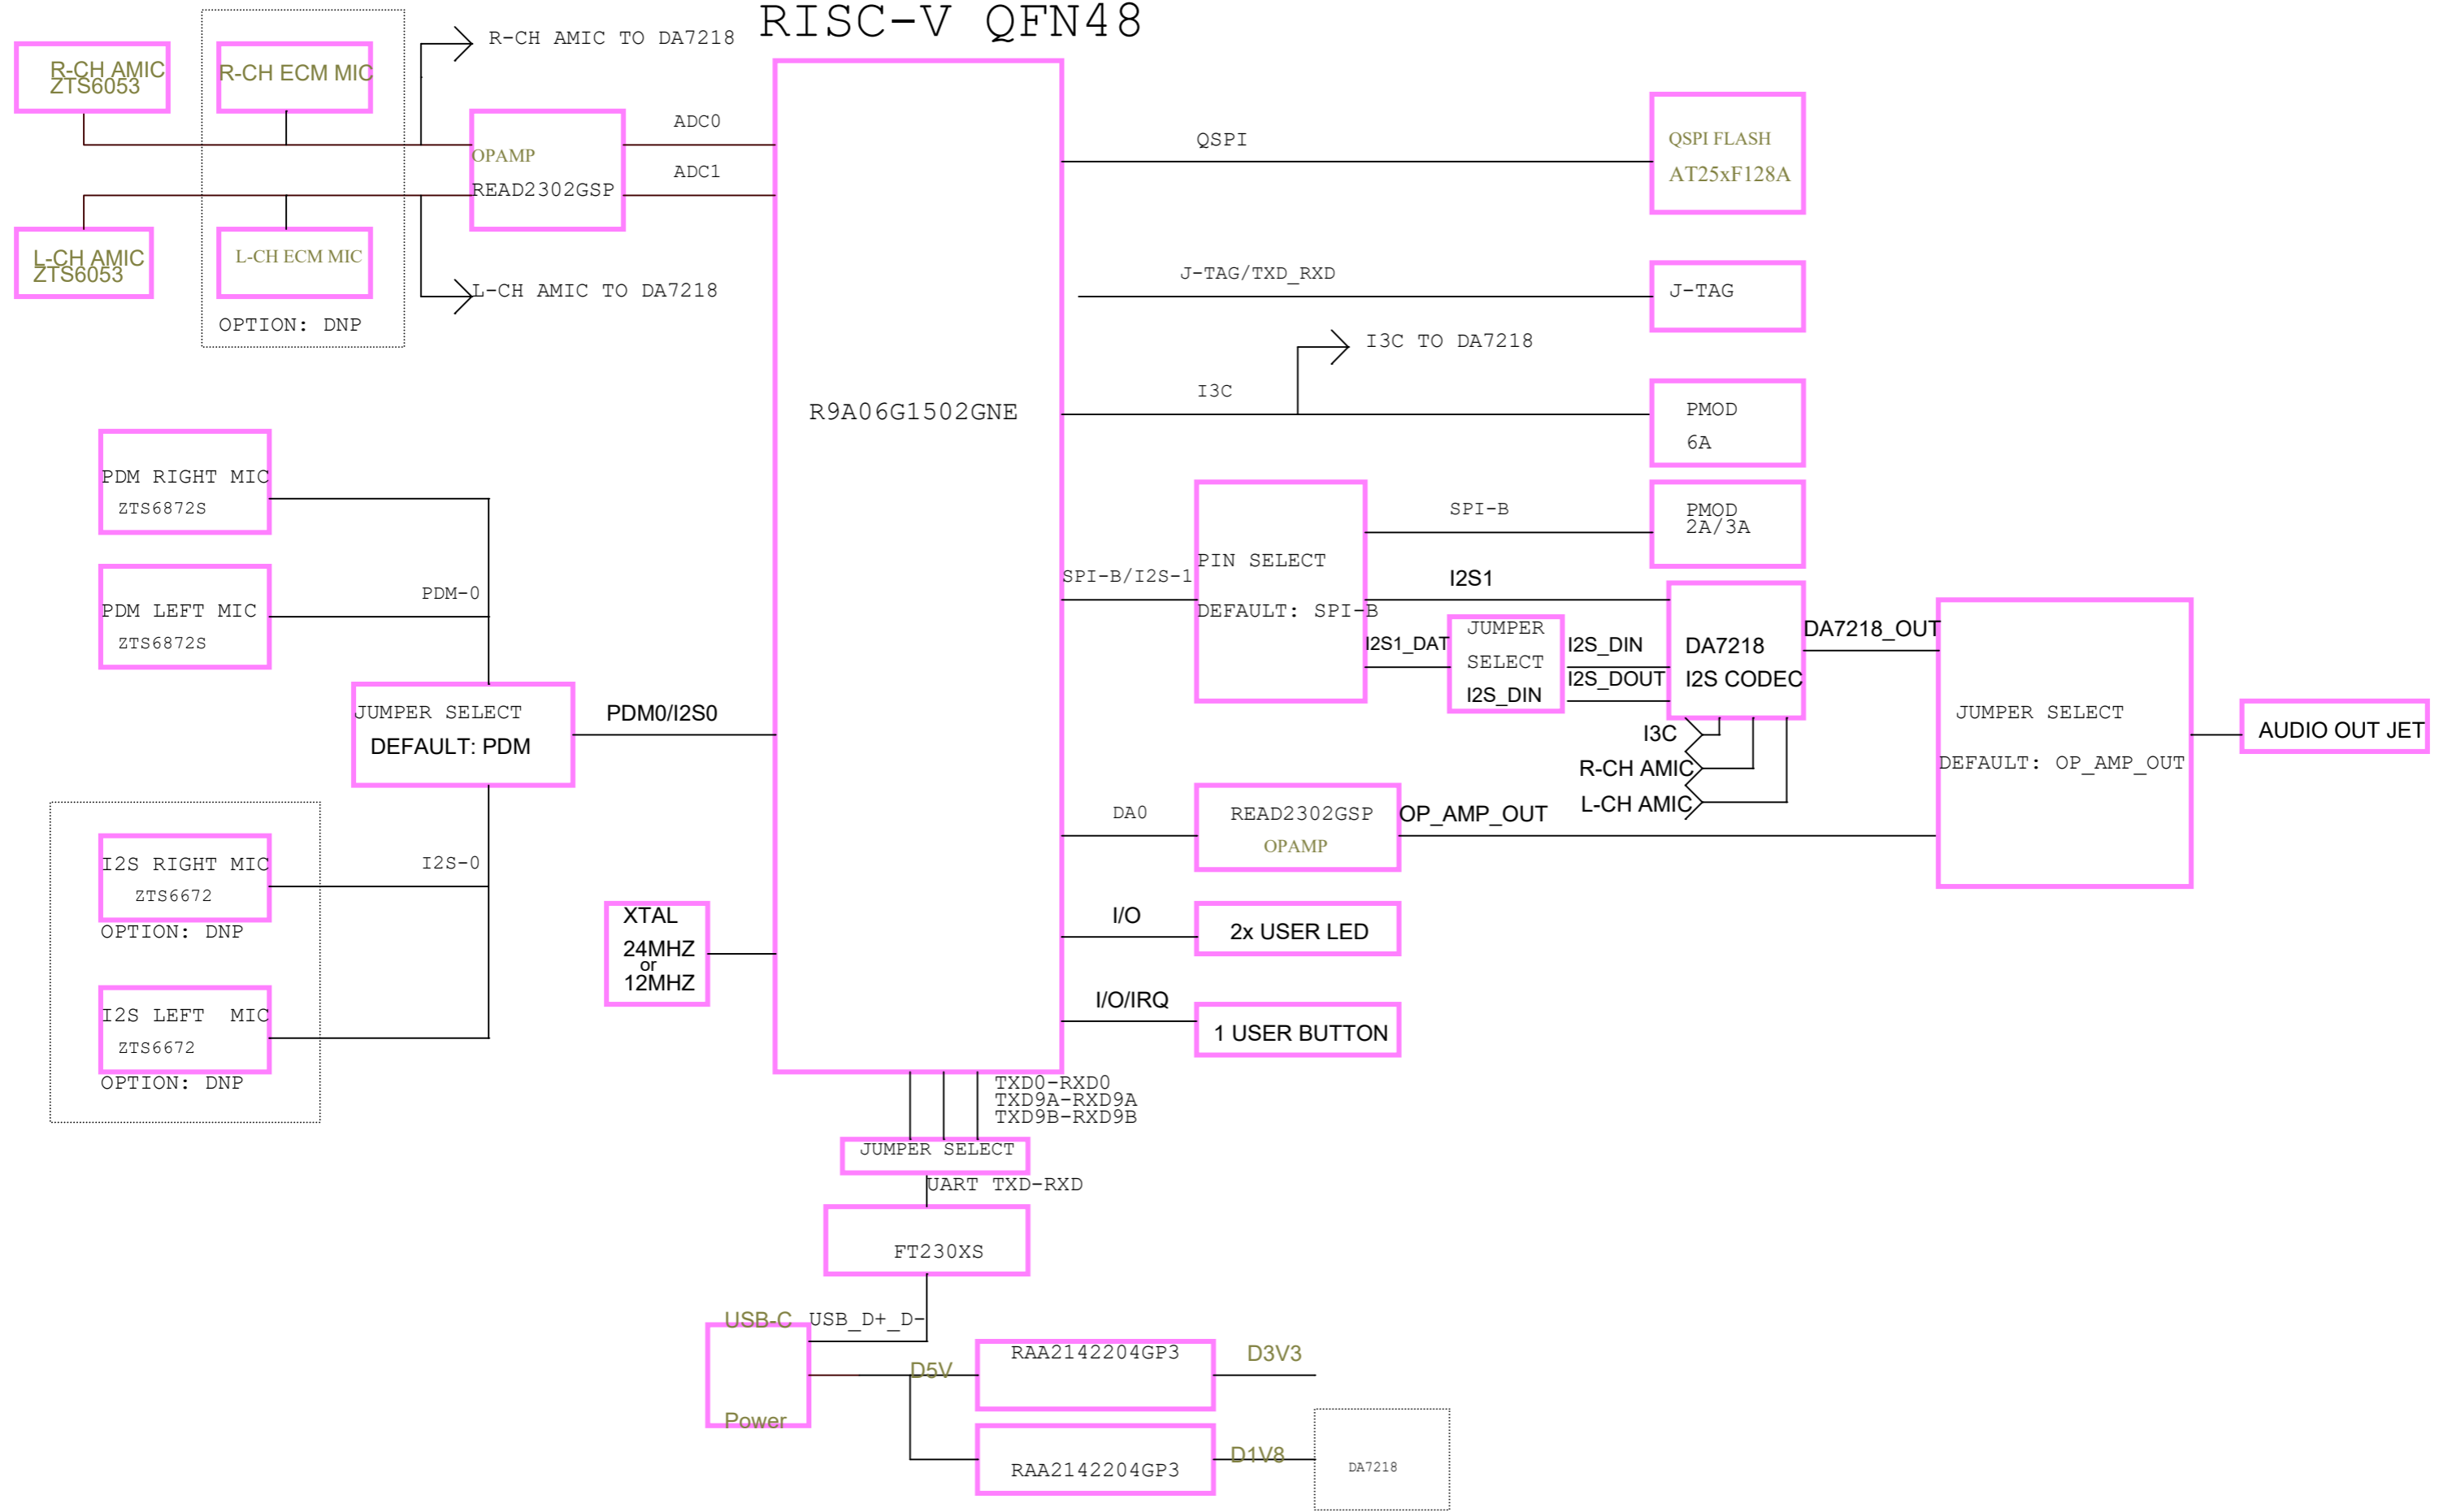 RISC-V QFN48
R-CH AMIC TO DA7218
R-CH AMIC
ZTS6053
R-CH ECM MIC
ADC0
OPAMP
ADC1
READ2302GSP
L-CH AMIC
ZTS6053
L-CH ECM MIC
L-CH AMIC TO DA7218
OPTION: DNP
QSPI
QSPI FLASH
AT25xF128A
J-TAG/TXD_RXD
J-TAG
I3C TO DA7218
I3C
R9A06G1502GNE
PMOD
6A
PDM RIGHT MIC
ZTS6872S
PDM-0
PDM LEFT MIC
ZTS6872S
SPI-B
PMOD
2A/3A
SPI-B/I2S-1
PIN SELECT
DEFAULT: SPI-B
I2S1
I2S1_DAT
JUMPER
SELECT
I2S_DIN
I2S_DIN
I2S_DOUT
DA7218
I2S CODEC
DA7218_OUT
I3C
R-CH AMIC
L-CH AMIC
JUMPER SELECT
DEFAULT: OP_AMP_OUT
AUDIO OUT JET
JUMPER SELECT
DEFAULT: PDM
PDM0/I2S0
DA0
READ2302GSP
OPAMP
OP_AMP_OUT
I2S RIGHT MIC
ZTS6672
OPTION: DNP
I2S-0
I2S LEFT MIC
ZTS6672
OPTION: DNP
XTAL
24MHZ
or
12MHZ
I/O
2x USER LED
I/O/IRQ
1 USER BUTTON
TXD0-RXD0
TXD9A-RXD9A
TXD9B-RXD9B
JUMPER SELECT
UART TXD-RXD
FT230XS
USB-C
USB_D+_D-
Power
D5V
RAA2142204GP3
D3V3
RAA2142204GP3
D1V8
DA7218